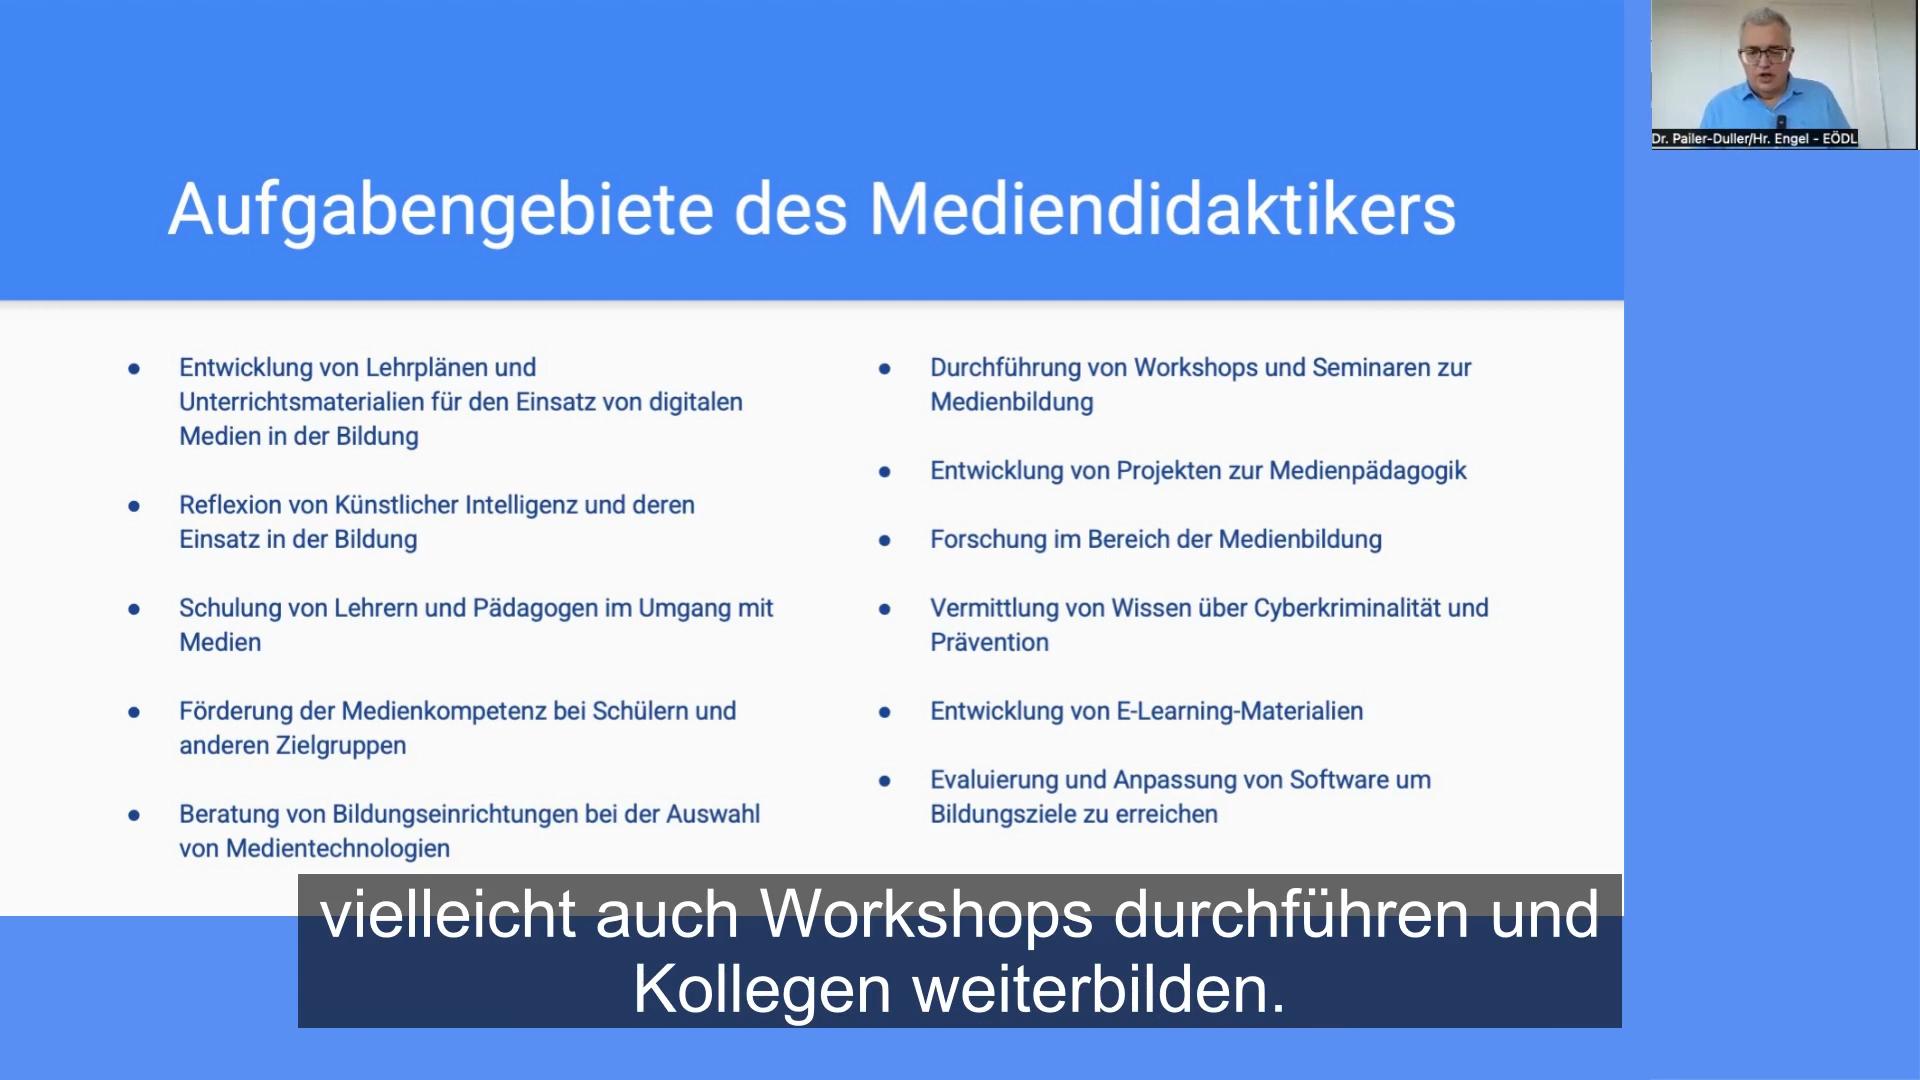 Dr. Pailer-Duller/Hr. Engel - EÖDL
Aufgabengebiete des Mediendidaktikers
● Entwicklung von Lehrplänen und
Unterrichtsmaterialien für den Einsatz von digitalen
Medien in der Bildung
● Reflexion von Künstlicher Intelligenz und deren
Einsatz in der Bildung
● Schulung von Lehrern und Pädagogen im Umgang mit
Medien
● Förderung der Medienkompetenz bei Schülern und
anderen Zielgruppen
● Beratung von Bildungseinrichtungen bei der Auswahl
von Medientechnologien
● Durchführung von Workshops und Seminaren zur
Medienbildung
● Entwicklung von Projekten zur Medienpädagogik
● Forschung im Bereich der Medienbildung
● Vermittlung von Wissen über Cyberkriminalität und
Prävention
● Entwicklung von E-Learning-Materialien
● Evaluierung und Anpassung von Software um
Bildungsziele zu erreichen
vielleicht auch Workshops durchführen und
Kollegen weiterbilden.